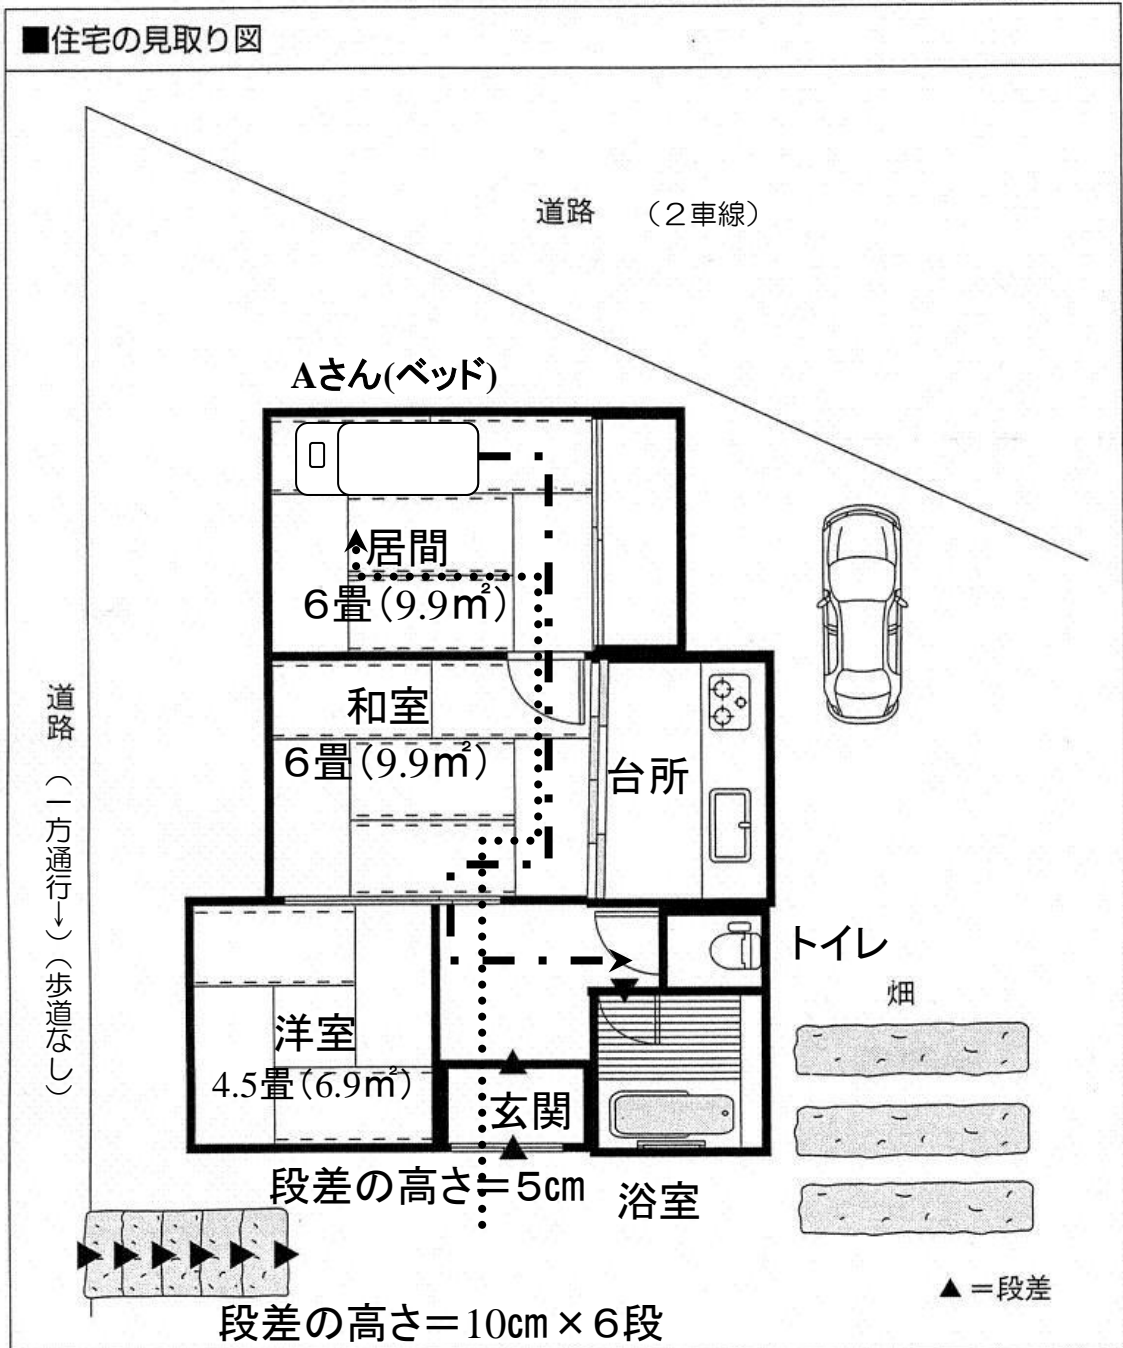 ■住宅の見取り図
道路 （２車線）
Aさん(ベッド)
居間
６畳（9.9㎡）
和室
６畳（9.9㎡）
台所
道路（一方通行→）（歩道なし）
トイレ
畑
洋室
4.5畳（6.9㎡）
玄関
段差の高さ＝5㎝
浴室
▲＝段差
段差の高さ＝10㎝×６段